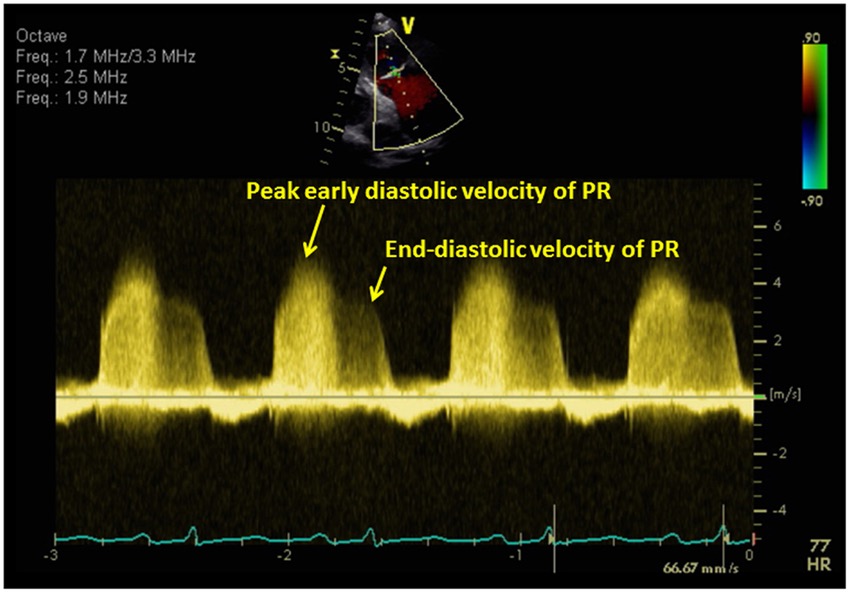 Octave
Freq.: 1.7 MHz/3.3 MHz
Freq.: 2.5 MHz
Freq.: 1.9 MHz
V
5
10
.90
-.90
Peak early diastolic velocity of PR
End-diastolic velocity of PR
6
4
2
[m/s]
-2
-4
-3
-2
-1
0
77
HR
66.67 mm/s